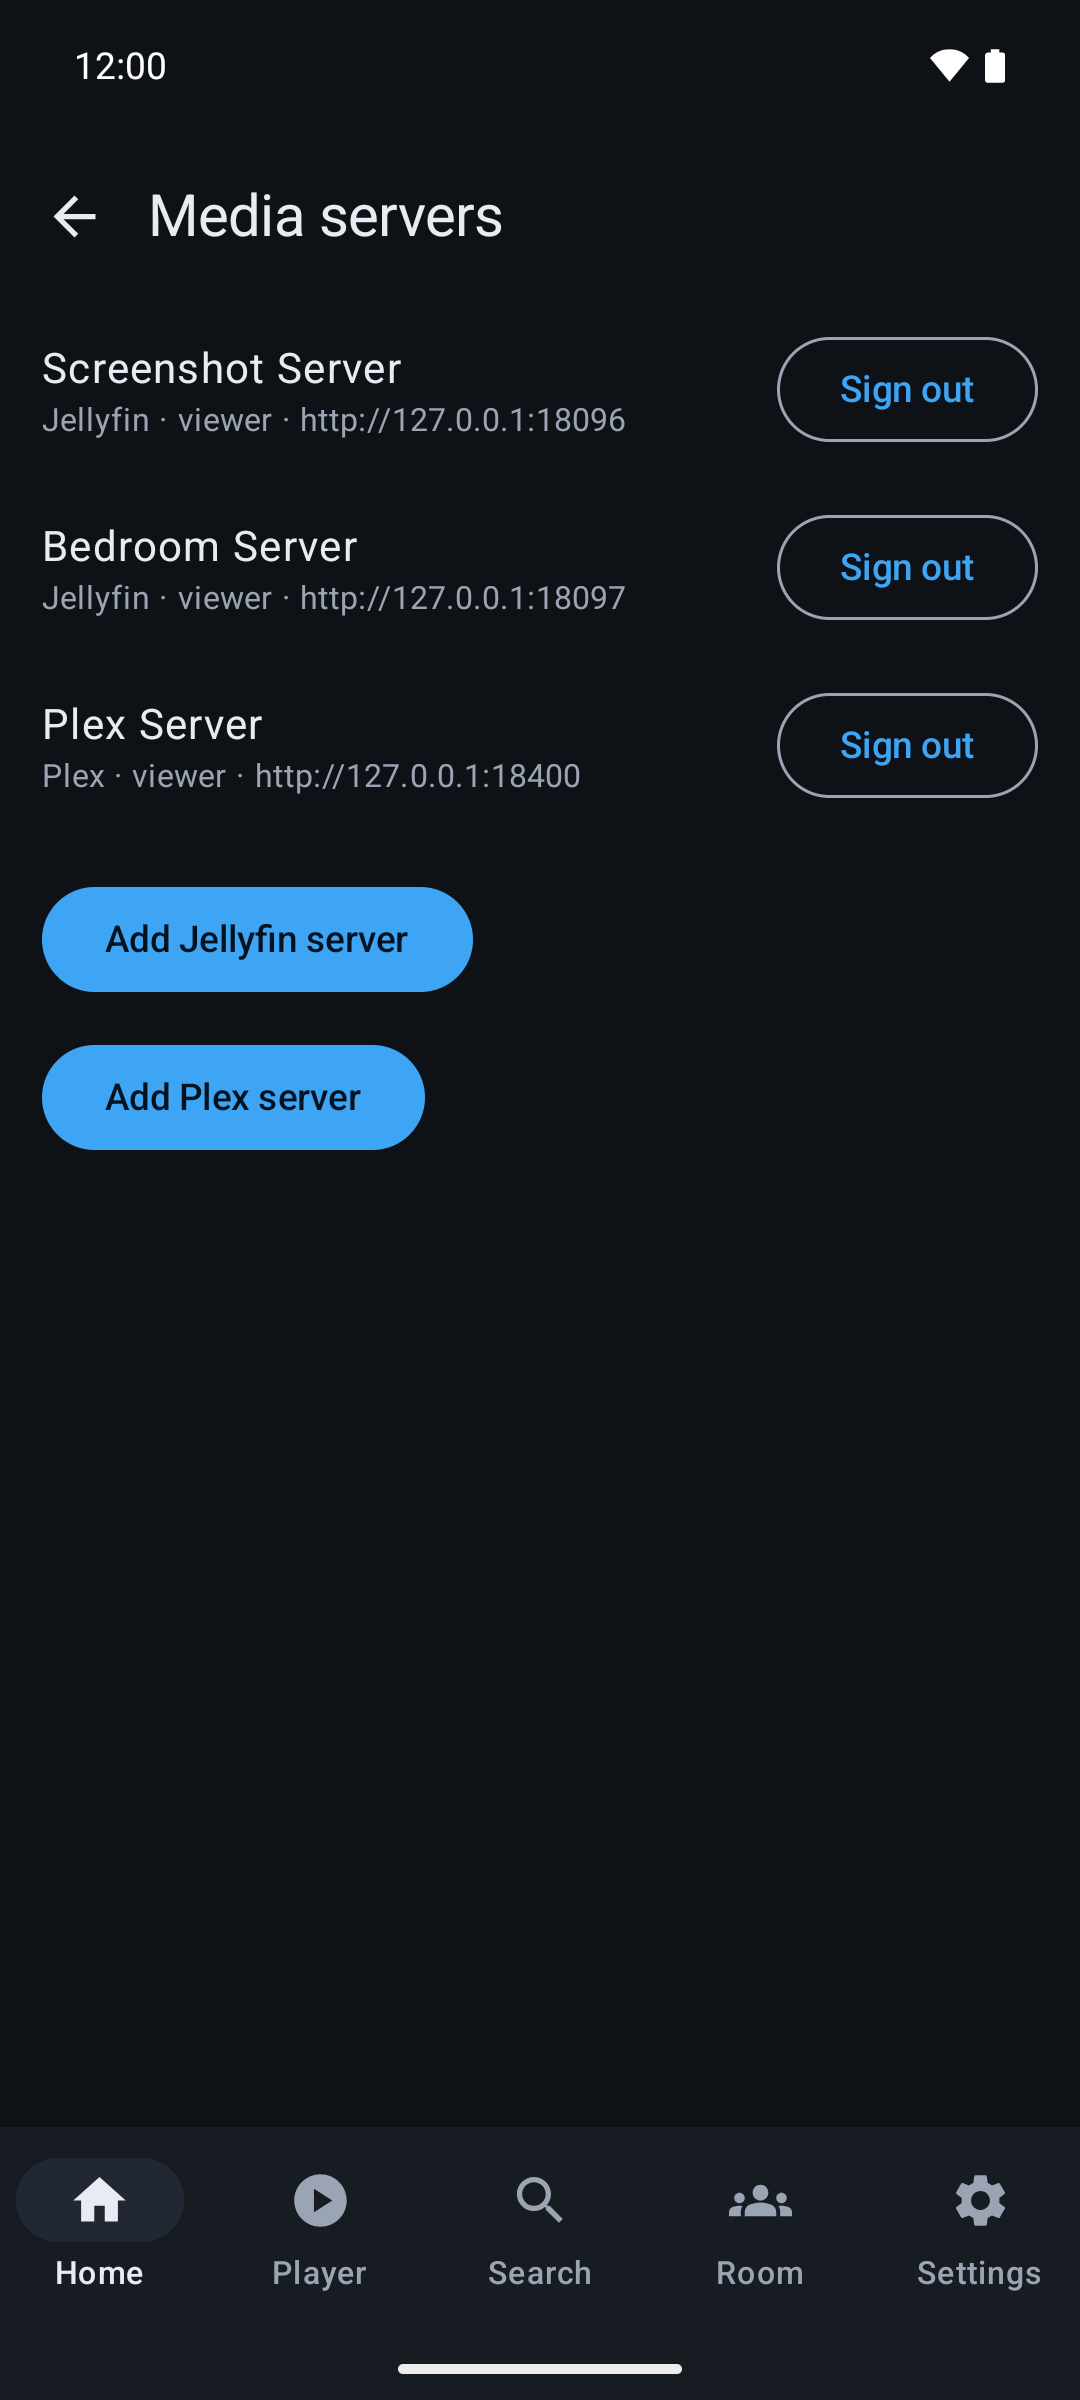 12:00
Media servers
Screenshot Server
Jellyfin · viewer · http://127.0.0.1:18096
Sign out
Bedroom Server
Jellyfin · viewer · http://127.0.0.1:18097
Sign out
Plex Server
Plex · viewer · http://127.0.0.1:18400
Sign out
Add Jellyfin server
Add Plex server
Home
Player
Search
Room
Settings